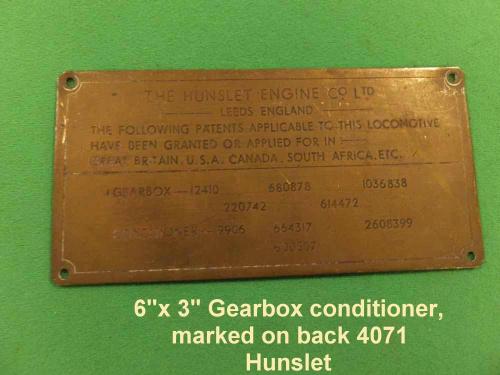 THE HUNSLET ENGINE CO LTD
LEEDS ENGLAND
THE FOLLOWING PATENTS APPLICABLE TO THIS LOCOMOTIVE
HAVE BEEN GRANTED OR APPLIED FOR IN
GREAT BRITAIN, U.S.A. CANADA, SOUTH AFRICA, ETC.
GEARBOX — 12410 680878 1036838
220742 614472
9906 664317 2608399
6"x 3" Gearbox conditioner,
marked on back 4071
Hunslet